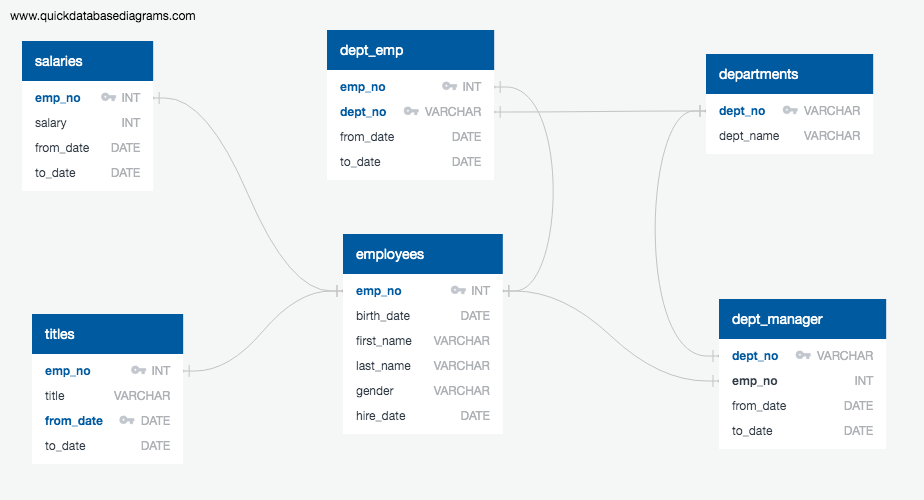 www.quickdatabasediagrams.com
salaries
emp_no INT
salary INT
from_date DATE
to_date DATE
dept_emp
emp_no INT
dept_no VARCHAR
from_date DATE
to_date DATE
departments
dept_no VARCHAR
dept_name VARCHAR
employees
emp_no INT
birth_date DATE
first_name VARCHAR
last_name VARCHAR
gender VARCHAR
hire_date DATE
titles
emp_no INT
title VARCHAR
from_date DATE
to_date DATE
dept_manager
dept_no VARCHAR
emp_no INT
from_date DATE
to_date DATE